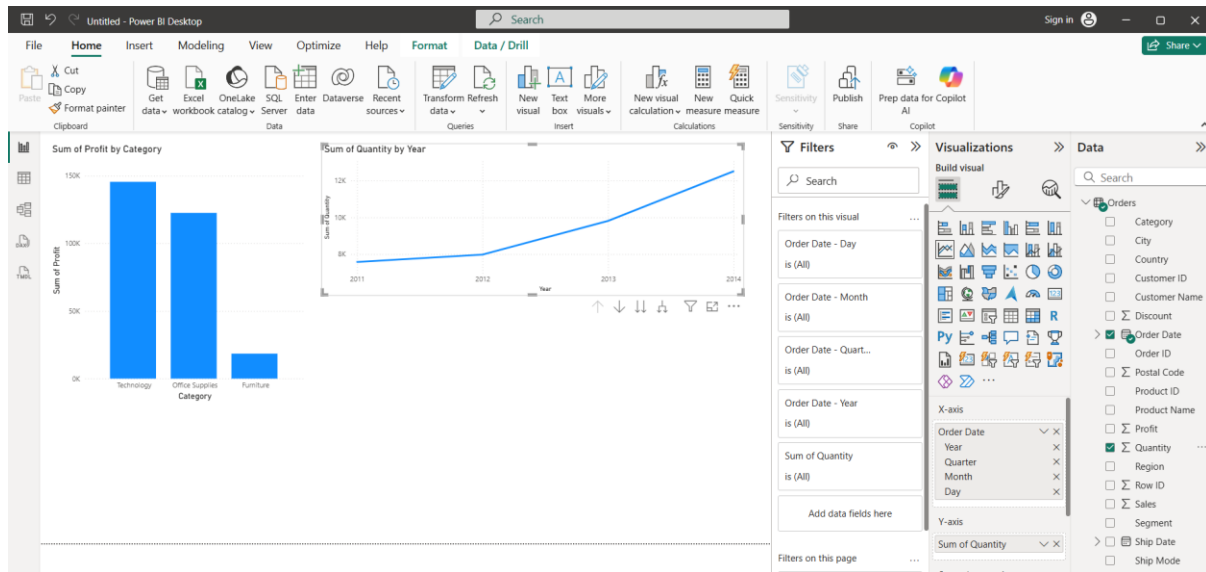 Untitled - Power BI Desktop
Search
Sign in
File Home Insert Modeling View Optimize Help Format Data / Drill
Share
Paste
Cut
Copy
Format painter
Clipboard
Get data
Excel workbook
OneLake catalog
SQL Server
Enter data
Dataverse
Recent sources
Data
Transform data
Refresh
Queries
New visual
Text box
More visuals
Insert
New visual calculation
New measure
Quick measure
Calculations
Sensitivity
Sensitivity
Publish
Share
Prep data for AI
Copilot
Copilot
Sum of Profit by Category
150K
100K
50K
0K
Sum of Profit
Technology Office Supplies Furniture
Category
Sum of Quantity by Year
12K
10K
8K
Sum of Quantity
2011 2012 2013 2014
Year
Filters
Search
Filters on this visual
...
Order Date - Day
is (All)
Order Date - Month
is (All)
Order Date - Quart...
is (All)
Order Date - Year
is (All)
Sum of Quantity
is (All)
Add data fields here
Filters on this page
...
Visualizations
Build visual
R
Py
...
X-axis
Order Date
Year
Quarter
Month
Day
Y-axis
Sum of Quantity
Data
Search
Orders
Category
City
Country
Customer ID
Customer Name
Σ Discount
Order Date
Order ID
Σ Postal Code
Product ID
Product Name
Σ Profit
Σ Quantity
Region
Σ Row ID
Σ Sales
Segment
Ship Date
Ship Mode